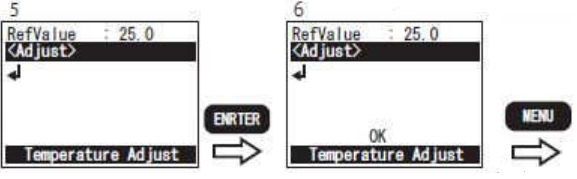 5
RefValue : 25.0
<Adjust>
Temperature Adjust
ENRTER
6
RefValue : 25.0
<Adjust>
OK
Temperature Adjust
MENU